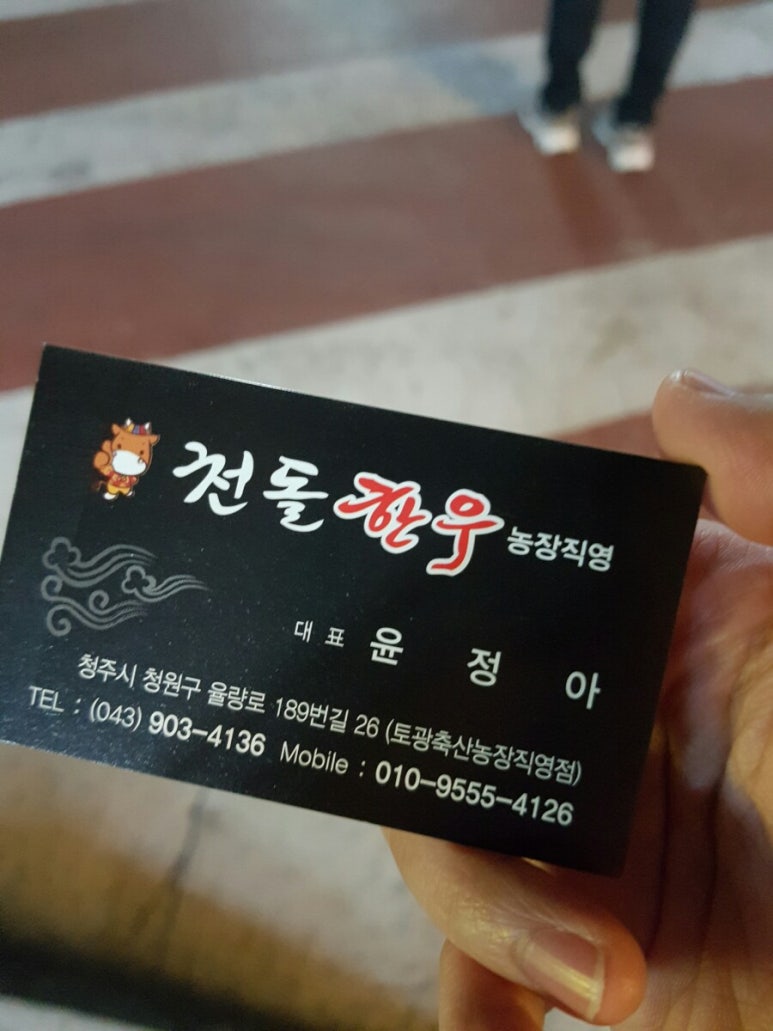 천돌한우 농장직영
대표 윤정아
청주시 청원구 율량로 189번길 26 (토광축산농장직영점)
TEL : (043) 903-4136 Mobile : 010-9555-4126